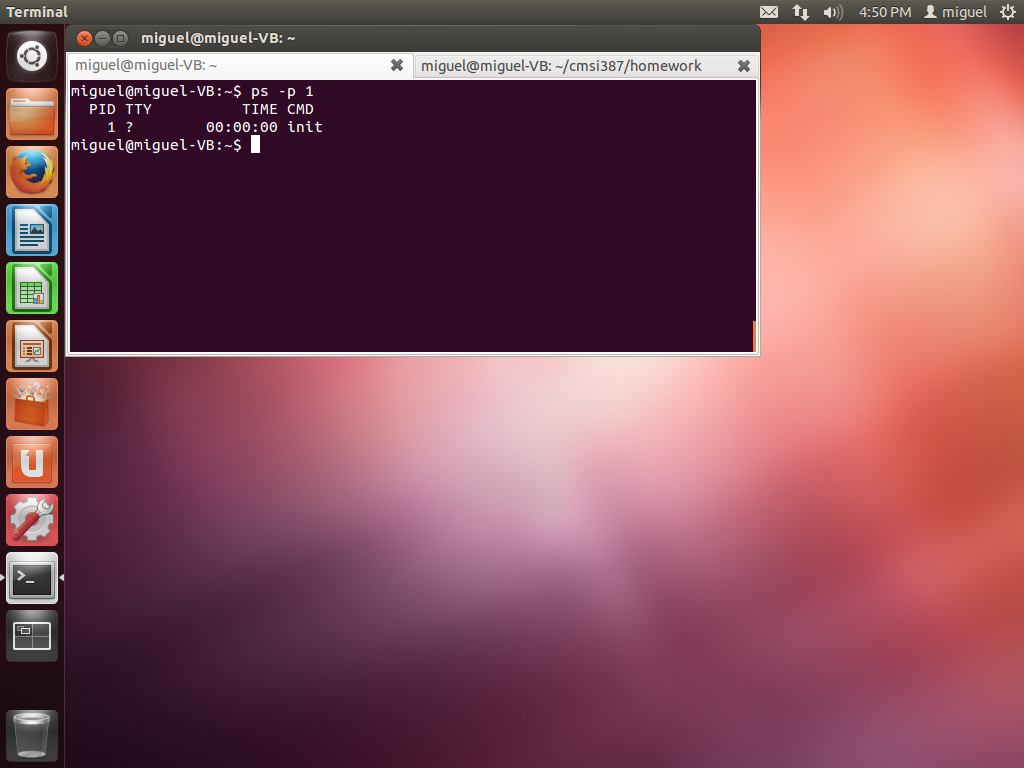 Terminal
4:50 PM miguel
miguel@miguel-VB: ~
miguel@miguel-VB: ~
miguel@miguel-VB: ~/cmsi387/homework
miguel@miguel-VB:~$ ps -p 1
  PID TTY          TIME CMD
    1 ?        00:00:00 init
miguel@miguel-VB:~$